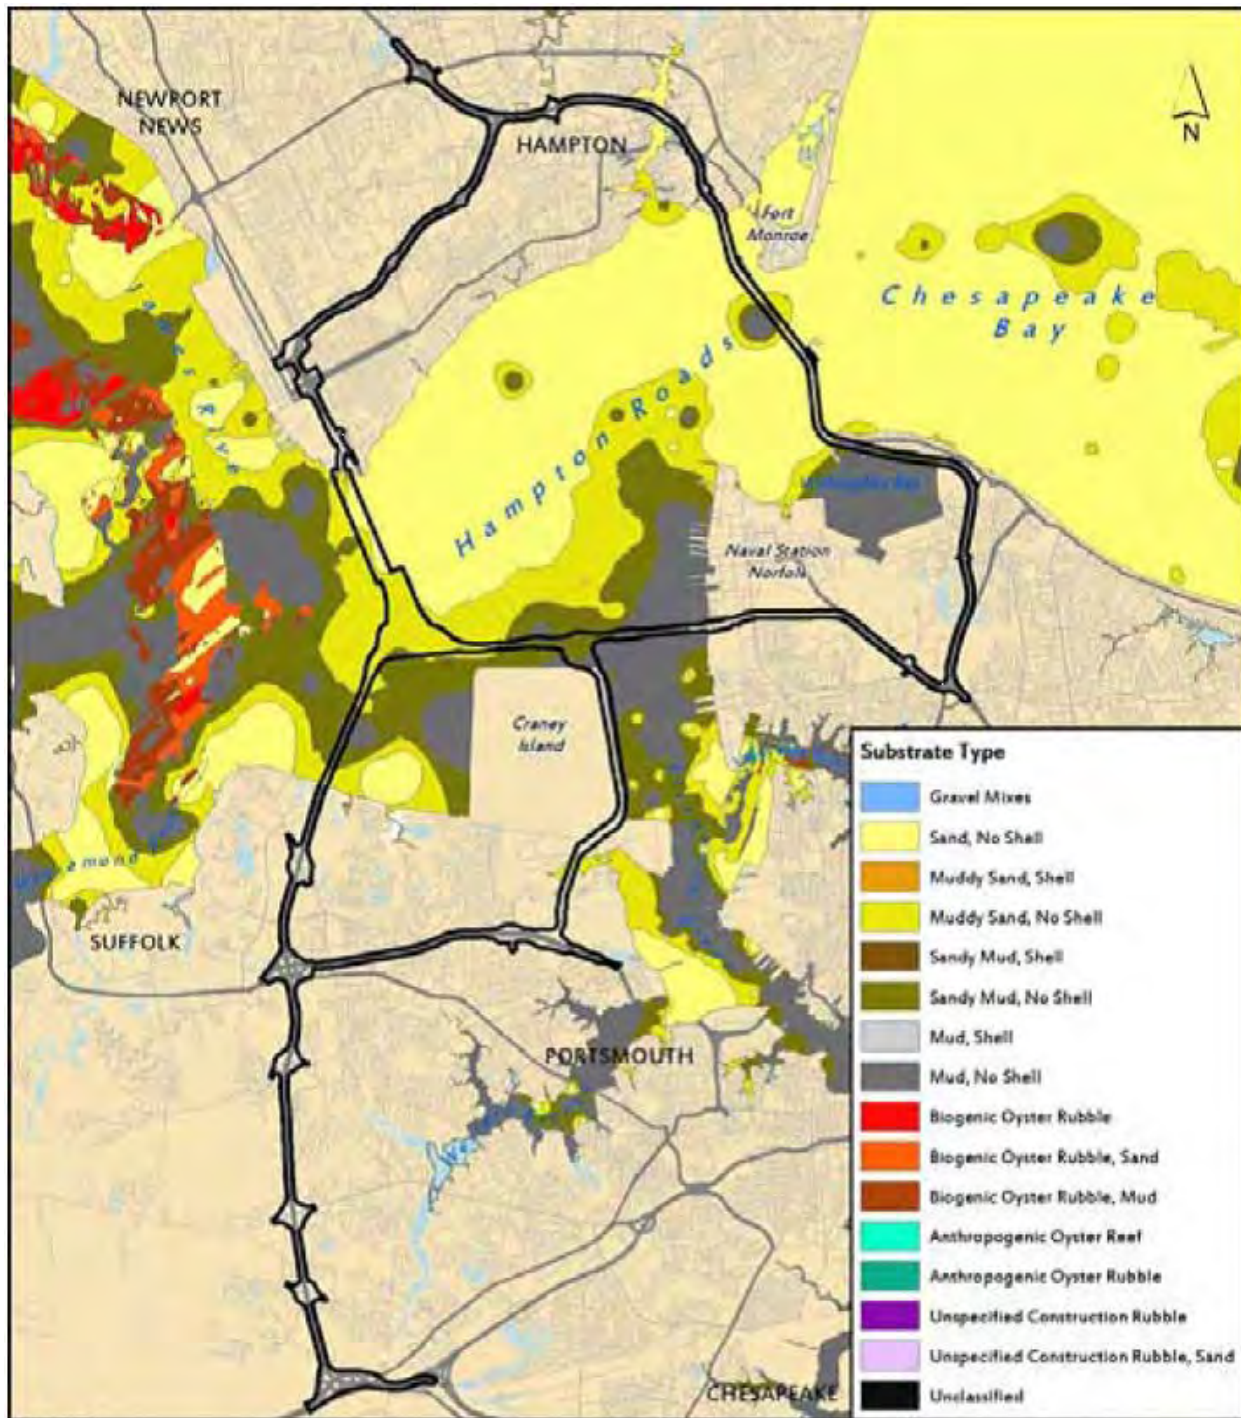 NEWPORT
NEWS
HAMPTON
N
Fort
Monroe
Chesapeake
Bay
James River
Hampton Roads
Naval Station
Norfolk
Craney
Island
SUFFOLK
PORTSMOUTH
CHESAPEAKE
Substrate Type
Gravel Mixes
Sand, No Shell
Muddy Sand, Shell
Muddy Sand, No Shell
Sandy Mud, Shell
Sandy Mud, No Shell
Mud, Shell
Mud, No Shell
Biogenic Oyster Rubble
Biogenic Oyster Rubble, Sand
Biogenic Oyster Rubble, Mud
Anthropogenic Oyster Reef
Anthropogenic Oyster Rubble
Unspecified Construction Rubble
Unspecified Construction Rubble, Sand
Unclassified